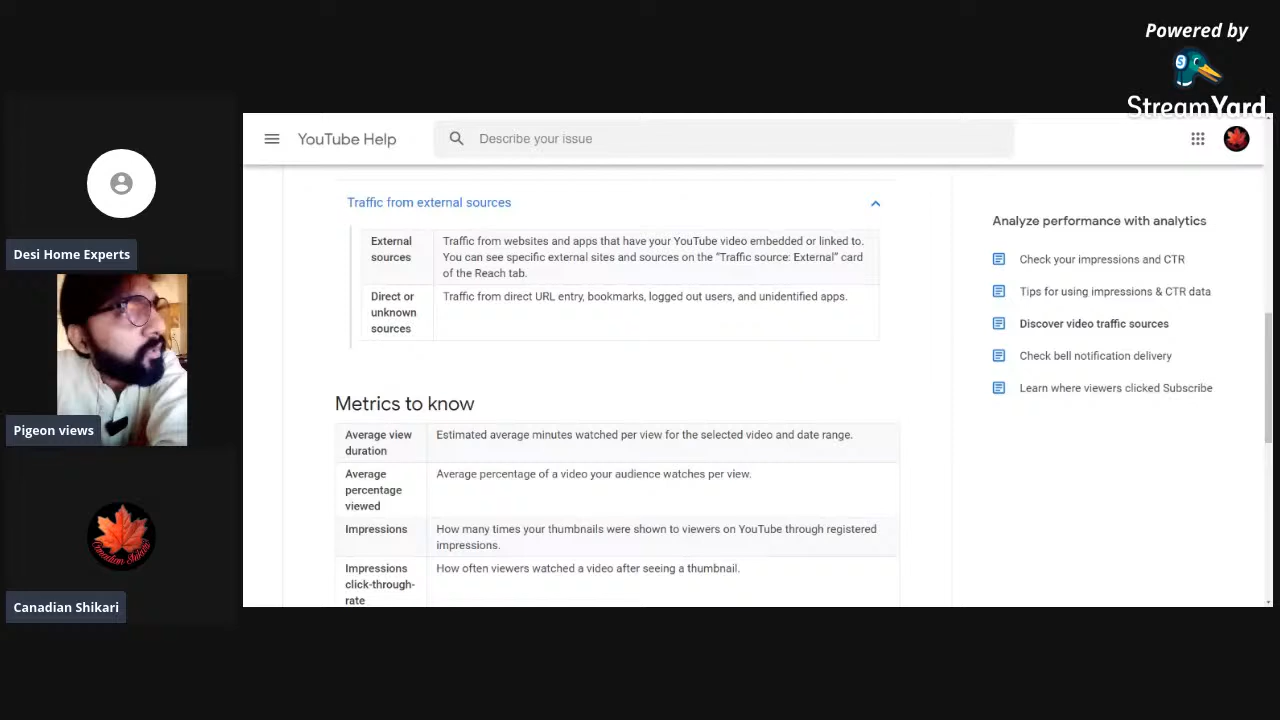 Powered by
StreamYard
Desi Home Experts
Pigeon views
Canadian Shikari
Canadian Shikari
YouTube Help
Describe your issue
Traffic from external sources
External sources
Traffic from websites and apps that have your YouTube video embedded or linked to.
You can see specific external sites and sources on the “Traffic source: External” card
of the Reach tab.
Direct or
unknown
sources
Traffic from direct URL entry, bookmarks, logged out users, and unidentified apps.
Metrics to know
Average view
duration
Estimated average minutes watched per view for the selected video and date range.
Average
percentage
viewed
Average percentage of a video your audience watches per view.
Impressions
How many times your thumbnails were shown to viewers on YouTube through registered
impressions.
Impressions
click-through-
rate
How often viewers watched a video after seeing a thumbnail.
Analyze performance with analytics
Check your impressions and CTR
Tips for using impressions & CTR data
Discover video traffic sources
Check bell notification delivery
Learn where viewers clicked Subscribe